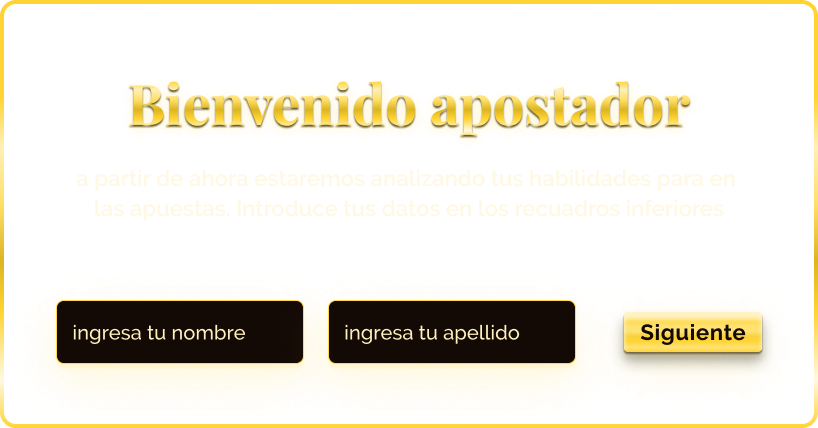 Bienvenido apostador
a partir de ahora estaremos analizando tus habilidades para en
las apuestas. Introduce tus datos en los recuadros inferiores
ingresa tu nombre
ingresa tu apellido
Siguiente